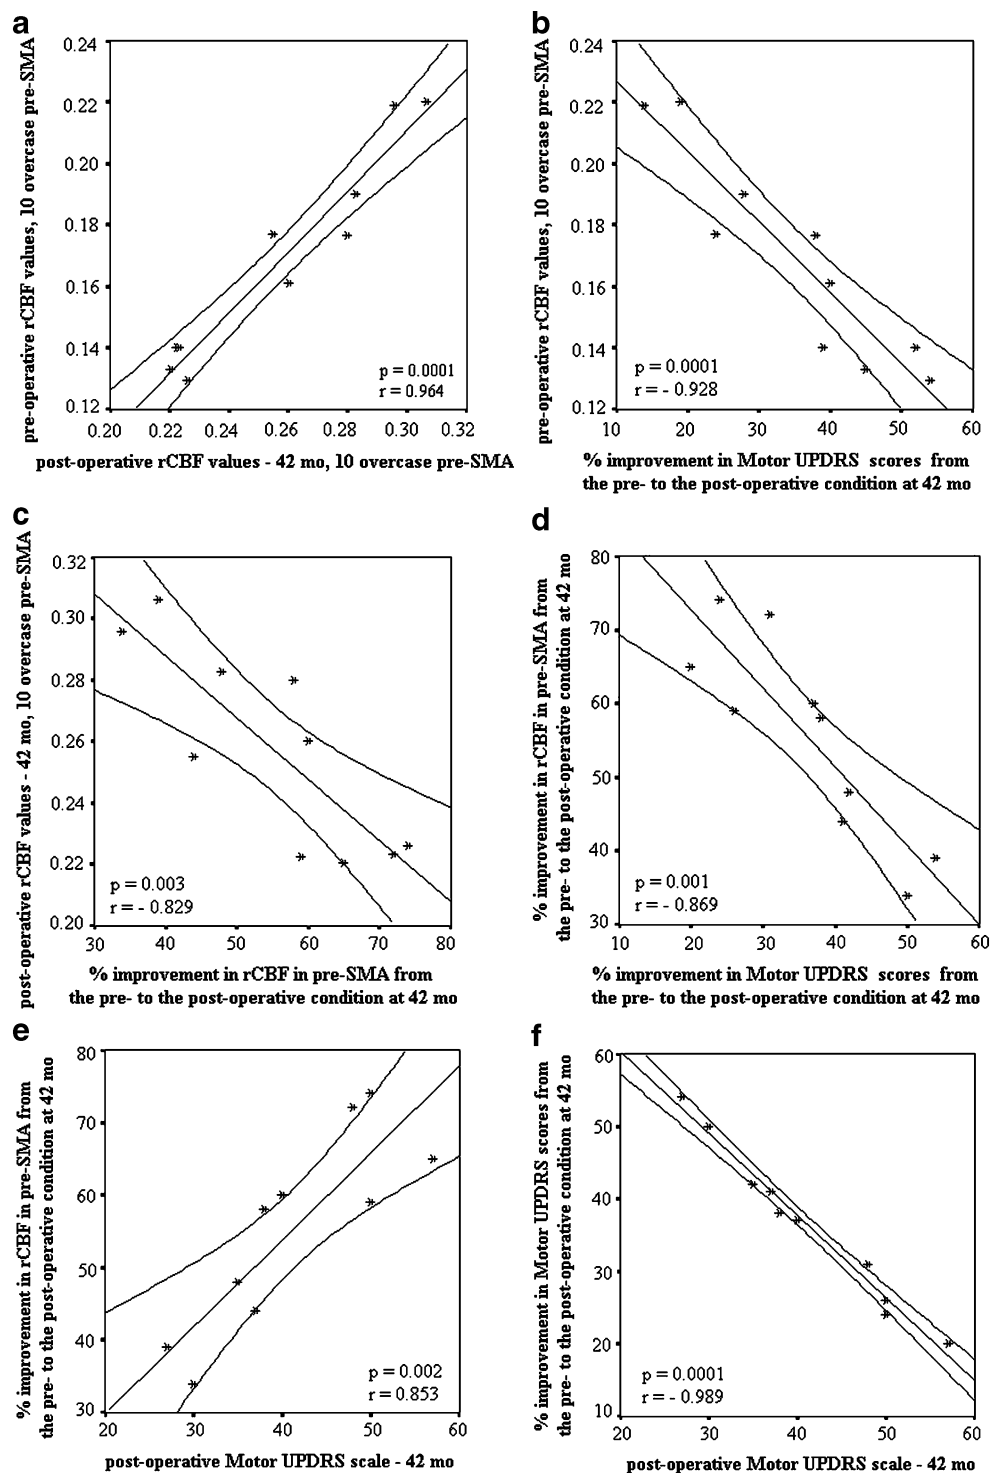 a
pre-operative rCBF values, 10 overcase pre-SMA
0.24
0.22
0.20
0.18
0.16
0.14
0.12
p = 0.0001
r = 0.964
0.20 0.22 0.24 0.26 0.28 0.30 0.32
post-operative rCBF values - 42 mo, 10 overcase pre-SMA
b
pre-operative rCBF values, 10 overcase pre-SMA
0.24
0.22
0.20
0.18
0.16
0.14
0.12
p = 0.0001
r = - 0.928
10 20 30 40 50 60
% improvement in Motor UPDRS scores from
the pre- to the post-operative condition at 42 mo
c
post-operative rCBF values - 42 mo, 10 overcase pre-SMA
0.32
0.30
0.28
0.26
0.24
0.22
0.20
p = 0.003
r = - 0.829
30 40 50 60 70 80
% improvement in rCBF in pre-SMA from
the pre- to the post-operative condition at 42 mo
d
% improvement in rCBF in pre-SMA from
the pre- to the post-operative condition at 42 mo
80
70
60
50
40
30
p = 0.001
r = - 0.869
10 20 30 40 50 60
% improvement in Motor UPDRS scores from
the pre- to the post-operative condition at 42 mo
e
% improvement in rCBF in pre-SMA from
the pre- to the post-operative condition at 42 mo
80
70
60
50
40
30
p = 0.002
r = 0.853
20 30 40 50 60
post-operative Motor UPDRS scale - 42 mo
f
% improvement in Motor UPDRS scores from
the pre- to the post-operative condition at 42 mo
60
50
40
30
20
10
p = 0.0001
r = - 0.989
20 30 40 50 60
post-operative Motor UPDRS scale - 42 mo